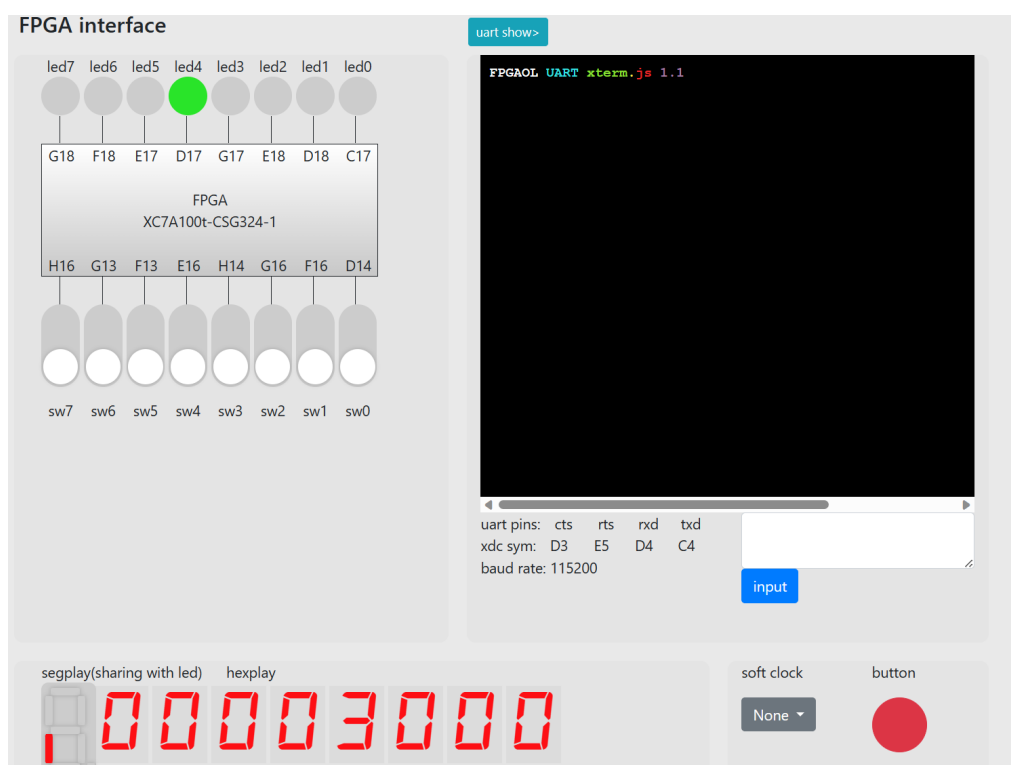 FPGA interface
uart show>
led7 led6 led5 led4 led3 led2 led1 led0
G18 F18 E17 D17 G17 E18 D18 C17
FPGA
XC7A100t-CSG324-1
H16 G13 F13 E16 H14 G16 F16 D14
sw7 sw6 sw5 sw4 sw3 sw2 sw1 sw0
FPGAOL UART xterm.js 1.1
uart pins: cts rts rxd txd
xdc sym: D3 E5 D4 C4
baud rate: 115200
input
segplay(sharing with led) hexplay
00003000
soft clock button
None